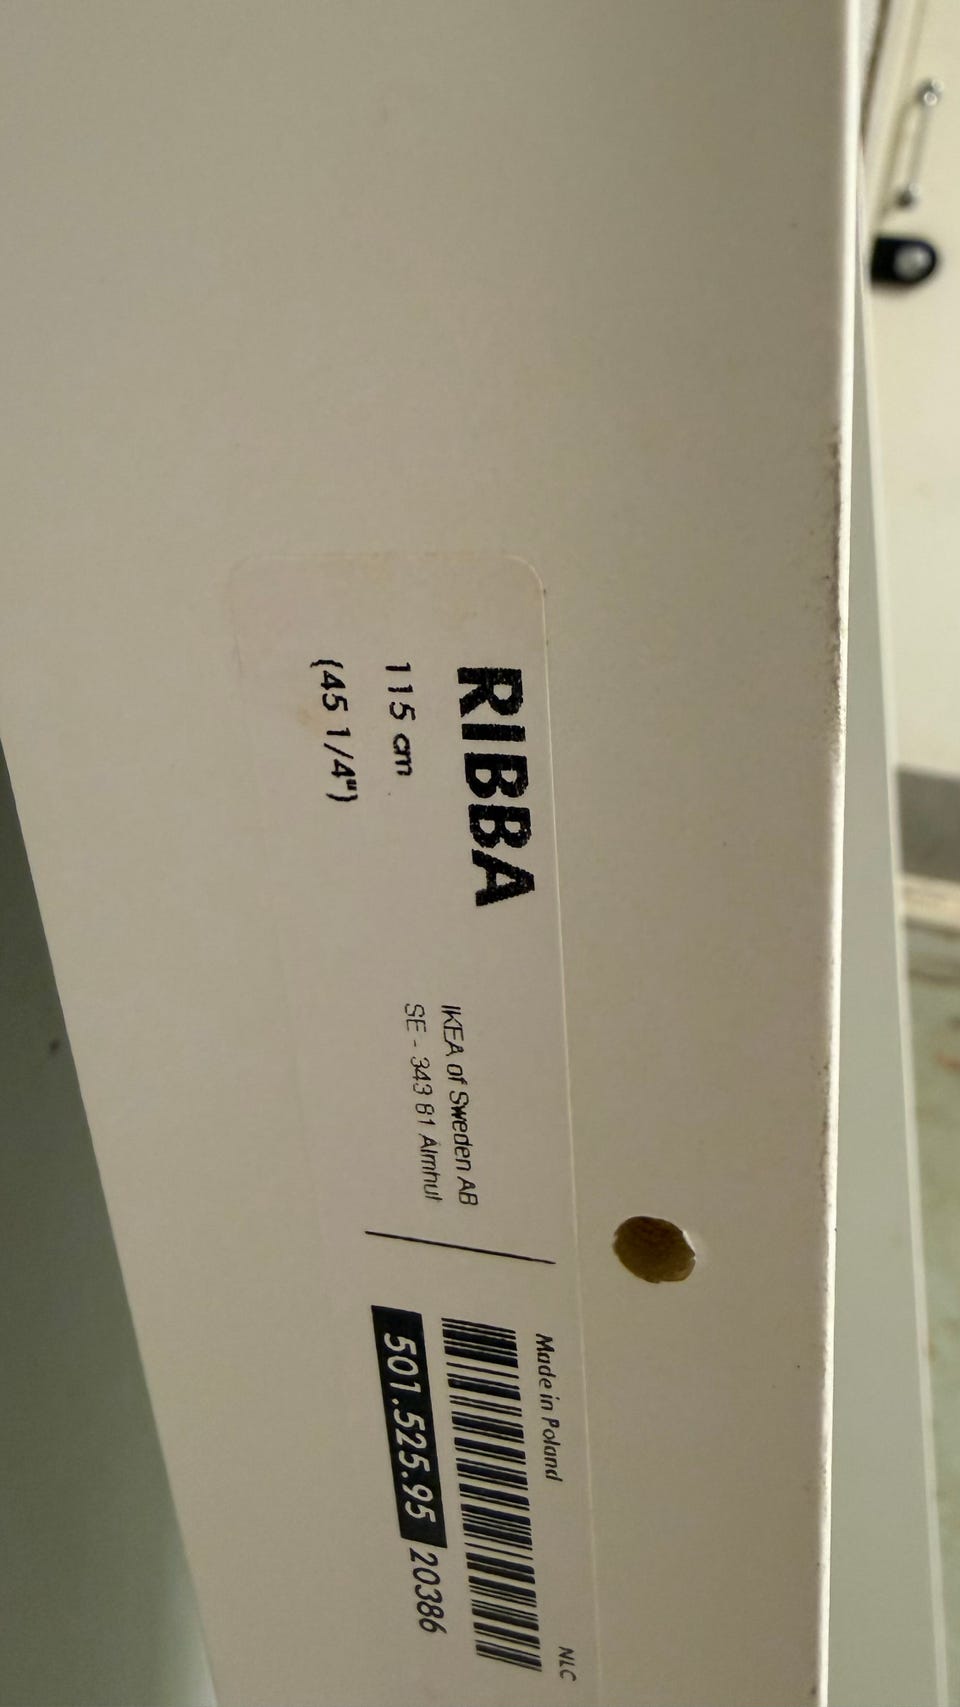 RIBBA
115 cm
(45 1/4")
IKEA of Sweden AB
SE - 343 81 Älmhult
Made in Poland
NLC
501.525.95 20386